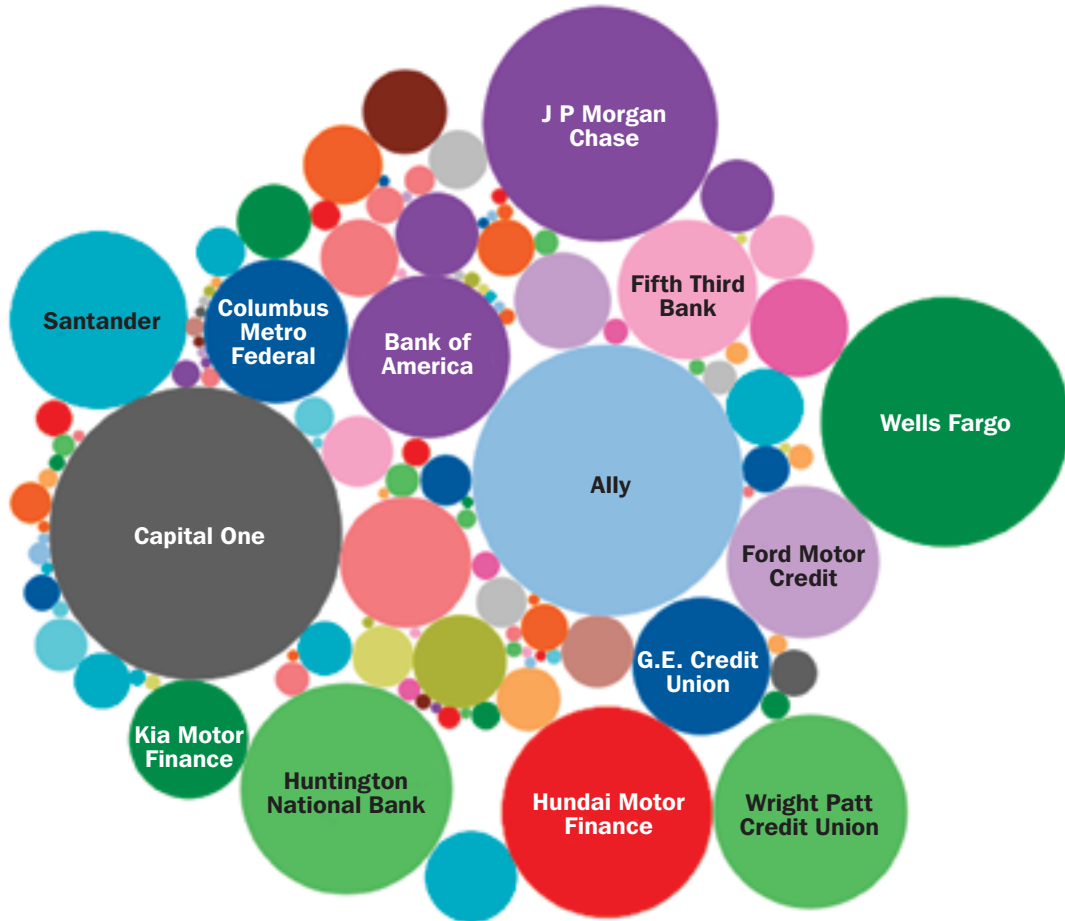 J P Morgan
Chase
Fifth Third
Bank
Santander
Columbus
Metro
Federal
Bank of
America
Wells Fargo
Ally
Capital One
Ford Motor
Credit
G.E. Credit
Union
Kia Motor
Finance
Huntington
National Bank
Hundai Motor
Finance
Wright Patt
Credit Union